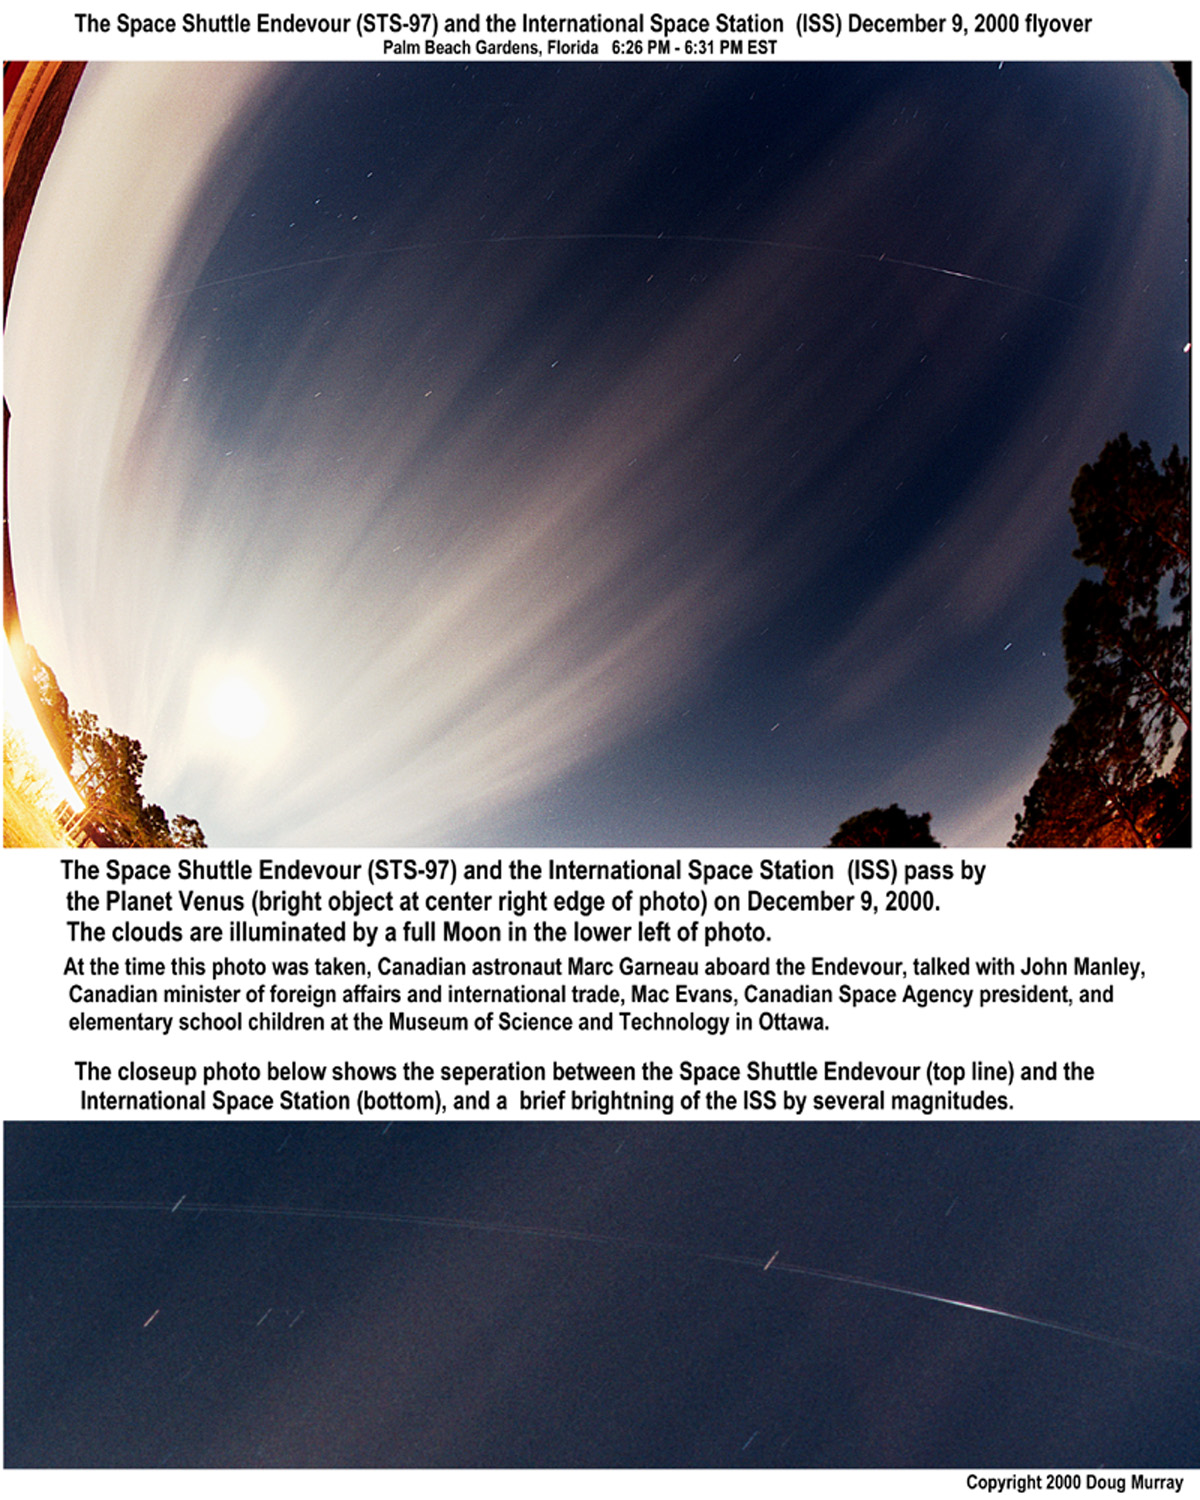 The Space Shuttle Endevour (STS-97) and the International Space Station (ISS) December 9, 2000 flyover
Palm Beach Gardens, Florida 6:26 PM - 6:31 PM EST
The Space Shuttle Endevour (STS-97) and the International Space Station (ISS) pass by
the Planet Venus (bright object at center right edge of photo) on December 9, 2000.
The clouds are illuminated by a full Moon in the lower left of photo.
At the time this photo was taken, Canadian astronaut Marc Garneau aboard the Endevour, talked with John Manley,
Canadian minister of foreign affairs and international trade, Mac Evans, Canadian Space Agency president, and
elementary school children at the Museum of Science and Technology in Ottawa.
The closeup photo below shows the seperation between the Space Shuttle Endevour (top line) and the
International Space Station (bottom), and a brief brightning of the ISS by several magnitudes.
Copyright 2000 Doug Murray